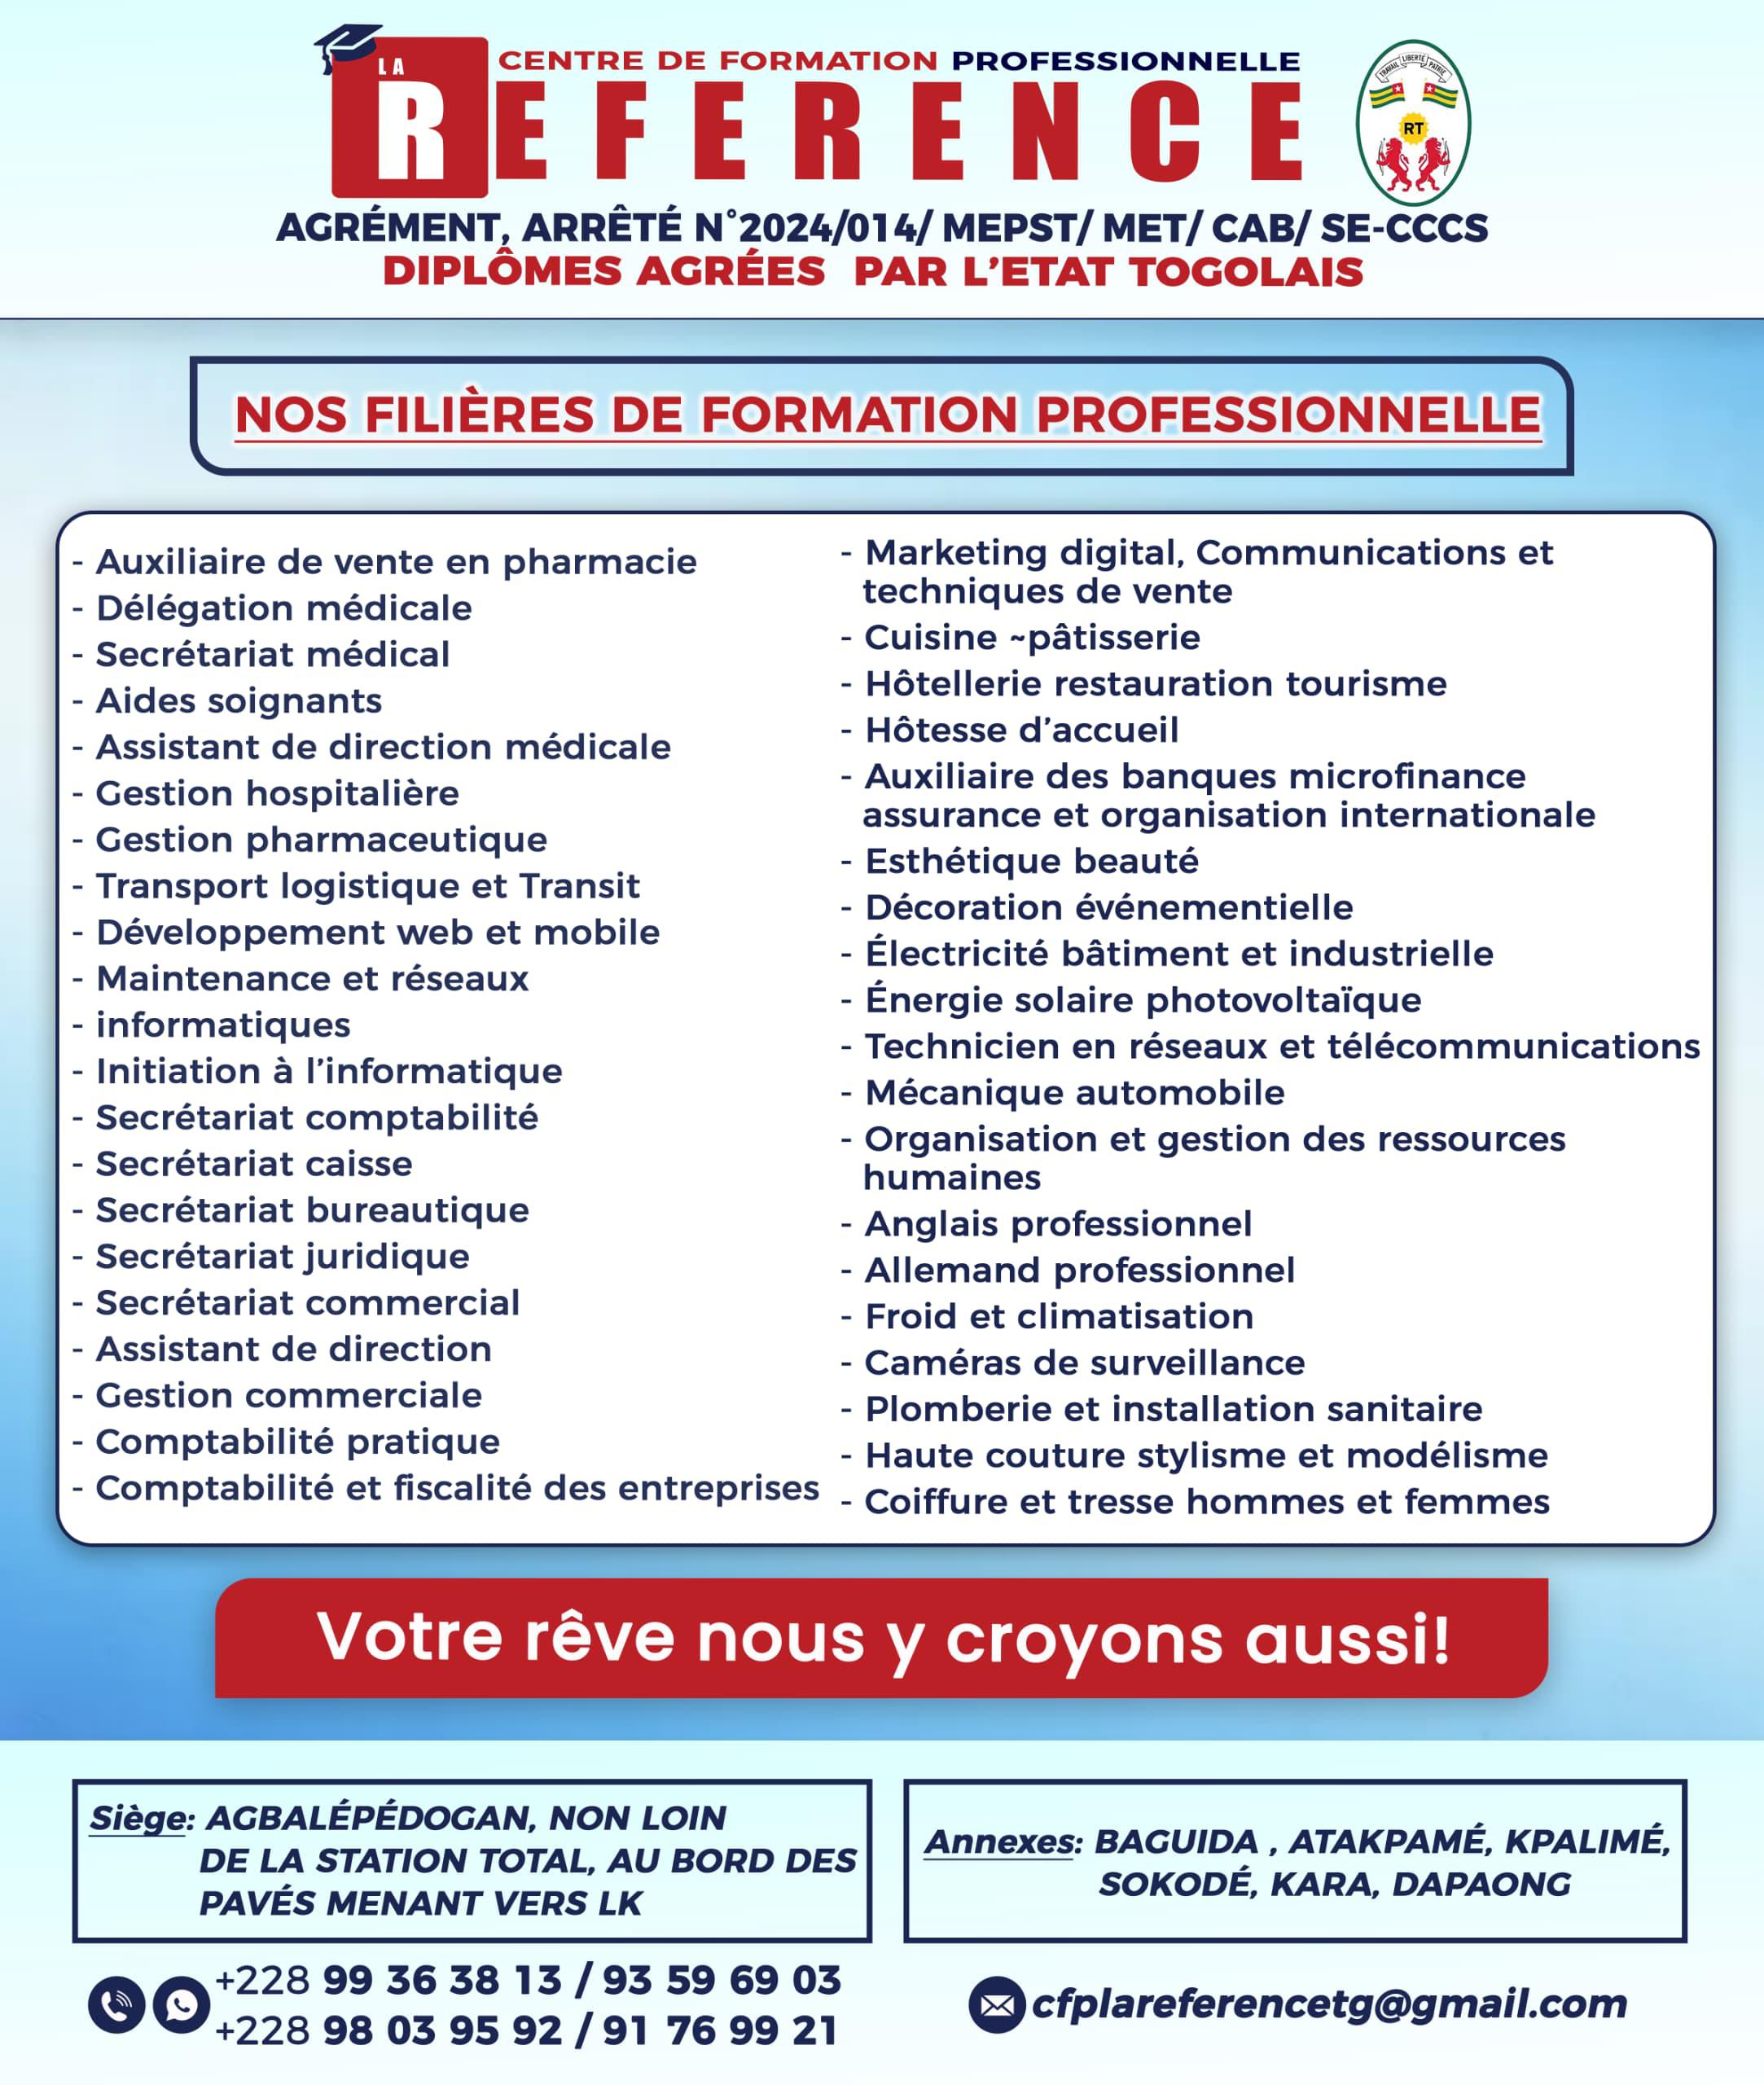 LA
CENTRE DE FORMATION PROFESSIONNELLE
REFERENCE
TRAVAIL LIBERTÉ PATRIE
RT
AGRÉMENT, ARRÊTÉ N°2024/014/ MEPST/ MET/ CAB/ SE-CCCS
DIPLÔMES AGRÉES PAR L’ETAT TOGOLAIS
NOS FILIÈRES DE FORMATION PROFESSIONNELLE
- Auxiliaire de vente en pharmacie
- Délégation médicale
- Secrétariat médical
- Aides soignants
- Assistant de direction médicale
- Gestion hospitalière
- Gestion pharmaceutique
- Transport logistique et Transit
- Développement web et mobile
- Maintenance et réseaux
- informatiques
- Initiation à l’informatique
- Secrétariat comptabilité
- Secrétariat caisse
- Secrétariat bureautique
- Secrétariat juridique
- Secrétariat commercial
- Assistant de direction
- Gestion commerciale
- Comptabilité pratique
- Comptabilité et fiscalité des entreprises
- Marketing digital, Communications et
techniques de vente
- Cuisine ~pâtisserie
- Hôtellerie restauration tourisme
- Hôtesse d’accueil
- Auxiliaire des banques microfinance
assurance et organisation internationale
- Esthétique beauté
- Décoration événementielle
- Électricité bâtiment et industrielle
- Énergie solaire photovoltaïque
- Technicien en réseaux et télécommunications
- Mécanique automobile
- Organisation et gestion des ressources
humaines
- Anglais professionnel
- Allemand professionnel
- Froid et climatisation
- Caméras de surveillance
- Plomberie et installation sanitaire
- Haute couture stylisme et modélisme
- Coiffure et tresse hommes et femmes
Votre rêve nous y croyons aussi!
Siège: AGBALÉPÉDOGAN, NON LOIN
DE LA STATION TOTAL, AU BORD DES
PAVÉS MENANT VERS LK
Annexes: BAGUIDA , ATAKPAMÉ, KPALIMÉ,
SOKODÉ, KARA, DAPAONG
+228 99 36 38 13 / 93 59 69 03
+228 98 03 95 92 / 91 76 99 21
cfplareferencetg@gmail.com